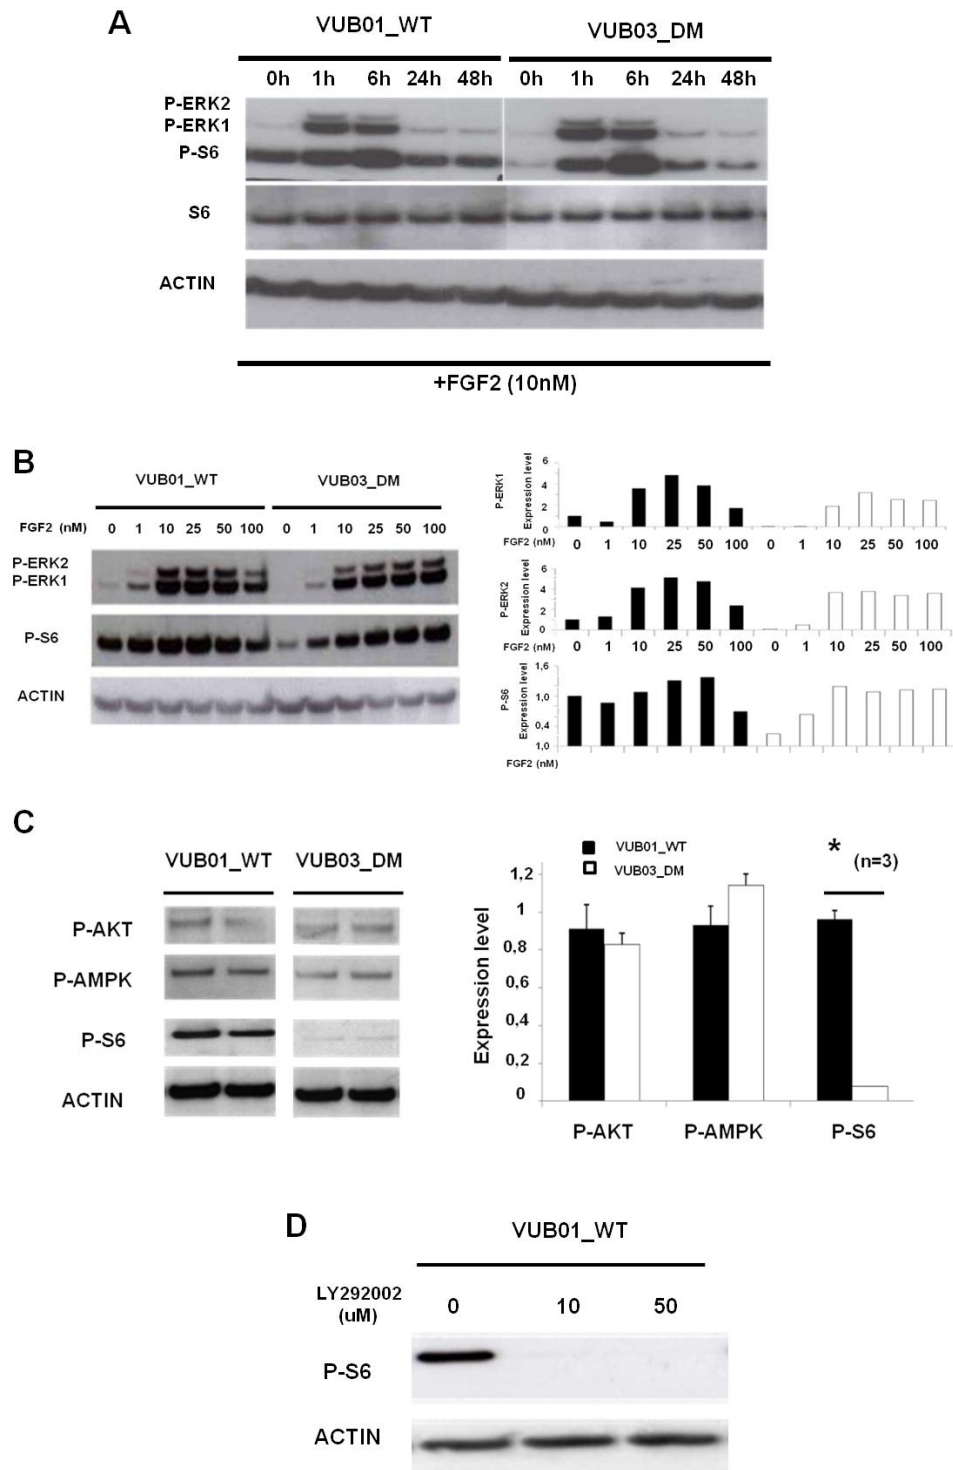 A
VUB01_WT VUB03_DM
0h 1h 6h 24h 48h 0h 1h 6h 24h 48h
P-ERK2
P-ERK1
P-S6
S6
ACTIN
+FGF2 (10nM)
B
VUB01_WT VUB03_DM
FGF2 (nM) 0 1 10 25 50 100 0 1 10 25 50 100
P-ERK2
P-ERK1
P-S6
ACTIN
P-ERK1
Expression level
6
4
2
0
FGF2 (nM) 0 1 10 25 50 100 0 1 10 25 50 100
P-ERK2
Expression level
6
4
2
0
FGF2 (nM) 0 1 10 25 50 100 0 1 10 25 50 100
P-S6
Expression level
1,6
1,0
0,4
1,0
FGF2 (nM)
C
VUB01_WT VUB03_DM
P-AKT
P-AMPK
P-S6
ACTIN
VUB01_WT
VUB03_DM
* (n=3)
Expression level
1,2
1
0,8
0,6
0,4
0,2
0
P-AKT P-AMPK P-S6
D
VUB01_WT
LY292002
(uM)
0 10 50
P-S6
ACTIN